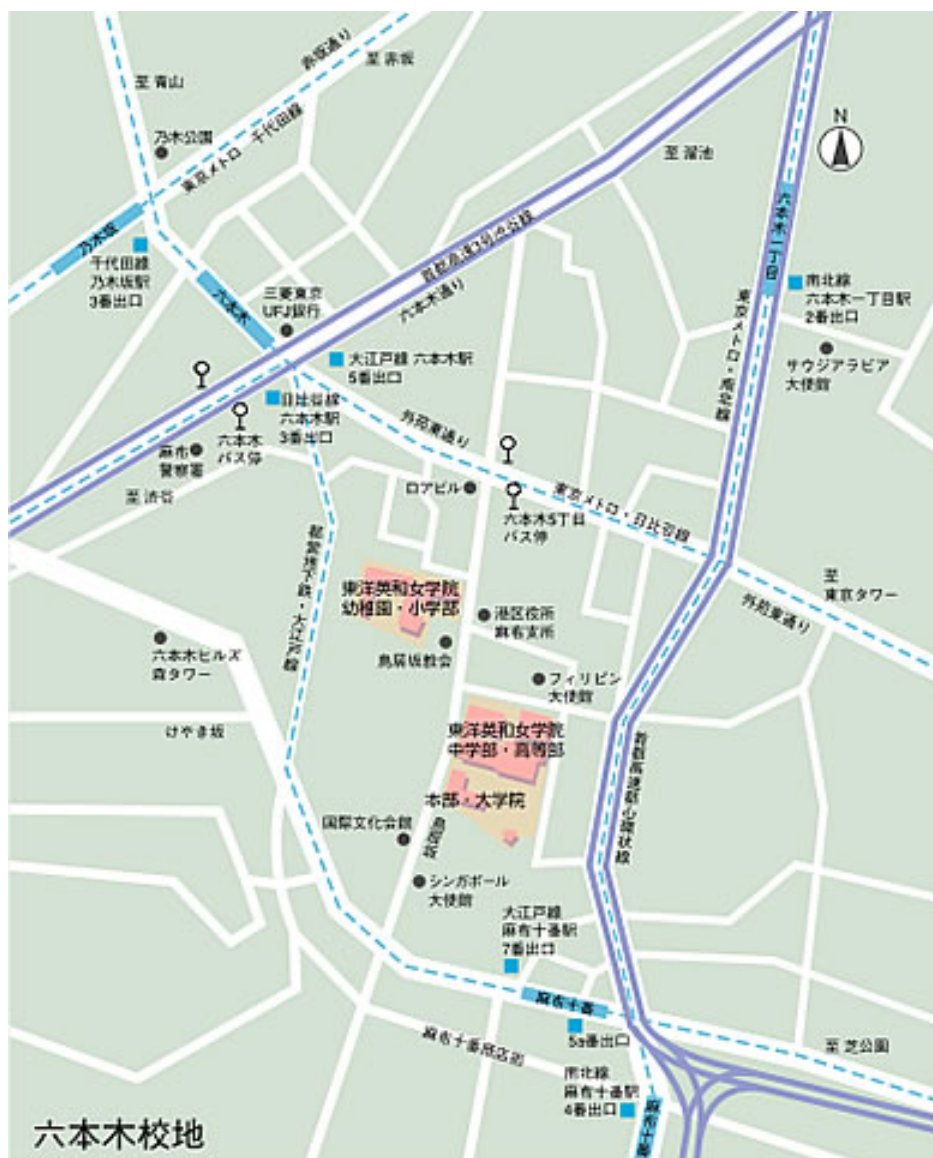 赤坂通り
至 赤坂
至 青山
乃木公園
東京メトロ 千代田線
N
至 溜池
乃木坂
千代田線
乃木坂駅
3番出口
六本木
三菱東京
UFJ銀行
首都高速3号渋谷線
六本木通り
六本木一丁目
南北線
六本木一丁目駅
2番出口
東京メトロ・南北線
サウジアラビア
大使館
大江戸線 六本木駅
5番出口
日比谷線
六本木駅
3番出口
六本木
バス停
麻布
警察署
至 渋谷
外苑東通り
ロアビル
東京メトロ・日比谷線
六本木5丁目
バス停
都営地下鉄・大江戸線
東洋英和女学院
幼稚園・小学部
港区役所
麻布支所
鳥居坂教会
至
東京タワー
外苑東通り
六本木ヒルズ
森タワー
けやき坂
フィリピン
大使館
東洋英和女学院
中学部・高等部
本部・大学院
首都高速都心環状線
鳥居坂
国際文化会館
シンガポール
大使館
大江戸線
麻布十番駅
7番出口
麻布十番
5a番出口
麻布十番商店街
至 芝公園
南北線
麻布十番駅
4番出口
麻布十番
六本木校地